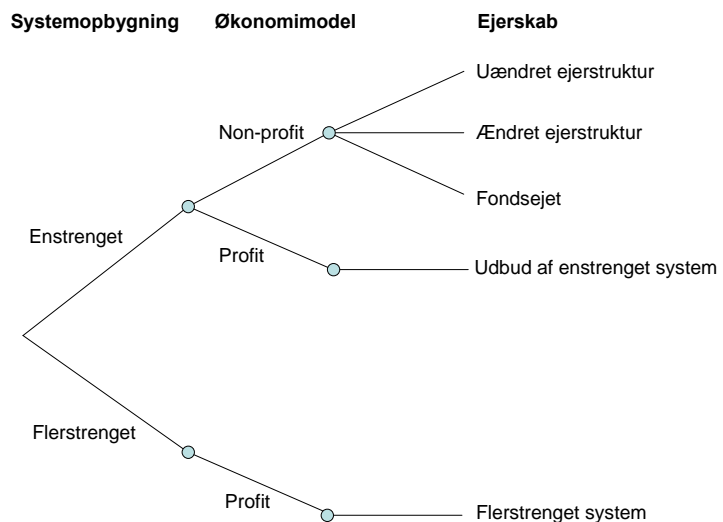 Systemopbygning
Økonomimodel
Ejerskab
Uændret ejerstruktur
Non-profit
Ændret ejerstruktur
Fondsejet
Enstrenget
Profit
Udbud af enstrenget system
Flerstrenget
Profit
Flerstrenget system